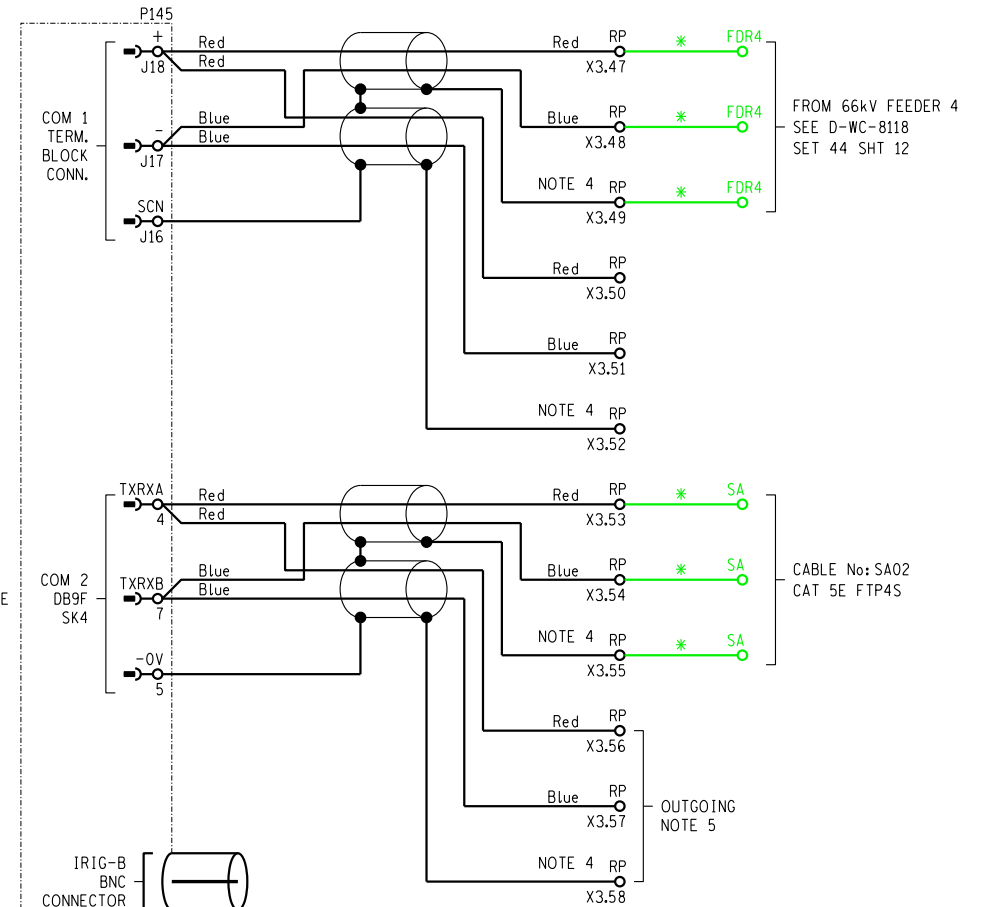 P145
+
J18
Red
Red
Red
RP
X3.47
*
FDR4
COM 1
TERM.
BLOCK
CONN.
-
J17
Blue
Blue
Blue
RP
X3.48
*
FDR4
FROM 66kV FEEDER 4
SEE D-WC-8118
SET 44 SHT 12
SCN
J16
NOTE 4
RP
X3.49
*
FDR4
Red
RP
X3.50
Blue
RP
X3.51
NOTE 4
RP
X3.52
TXRXA
4
Red
Red
Red
RP
X3.53
*
SA
E
COM 2
DB9F
SK4
TXRXB
7
Blue
Blue
Blue
RP
X3.54
*
SA
CABLE No: SA02
CAT 5E FTP4S
-0V
5
NOTE 4
RP
X3.55
*
SA
Red
RP
X3.56
Blue
RP
X3.57
OUTGOING
NOTE 5
NOTE 4
RP
X3.58
IRIG-B
BNC
CONNECTOR